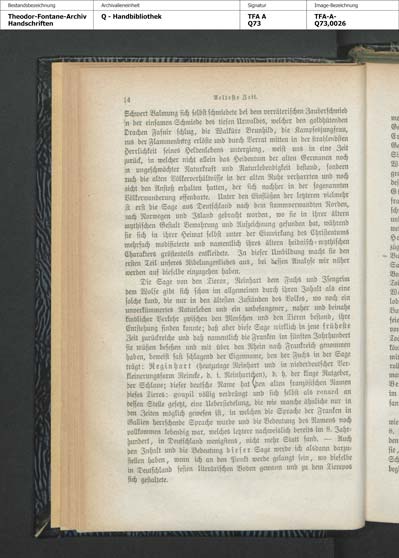 Bestandsbezeichnung Archivalieneinheit Signatur Image-Bezeichnung
Theodor-Fontane-Archiv Q - Handbibliothek TFA A TFA-A-
Handschriften Q73 Q73,0026
14 Aelteste Zeit.
Schwert Balmung sich selbst schmiedete bei dem verräterischen Zauberschmied
in der einsamen Schmiede des tiefen Urwaldes, welcher den goldhütenden
Drachen Fafnir schlug, die Walküre Brunhild, die Kampfesjungfrau,
aus der Flammenburg erlöste und durch Verrat mitten in der strahlendsten
Herrlichkeit seines Heldenlebens unterging, weist uns in eine Zeit
zurück, in welcher nicht allein das Heidentum der alten Germanen noch
in ungeschwächter Naturkraft und Naturlebendigkeit bestand, sondern
auch die alten Völkerverhältnisse in der alten Ruhe verharrten und noch
nicht den Anstoß erhalten hatten, der sich nachher in der sogenannten
Völkerwanderung offenbarte. Unter den Einflüssen der letzteren vielmehr
ist erst die Sage aus Deutschland nach dem stammverwandten Norden,
nach Norwegen und Island gebracht worden, wo sie in ihrer ältern
mythischen Gestalt Bewahrung und Aufzeichnung gefunden hat, während
sie sich in ihrer Heimat selbst unter der Einwirkung des Christentums
mehrfach modifizierte und namentlich ihres ältern heidnisch-mythischen
Charakters größtenteils entkleidete. In dieser Umbildung macht sie den
ersten Teil unseres Nibelungenliedes aus, bei dessen Analyse wir näher
werden auf dieselbe einzugehen haben.
Die Sage von den Tieren, Reinhart dem Fuchs und Isengrim
dem Wolfe gibt sich schon im allgemeinen durch ihren Inhalt als eine
solche kund, die nur in den ältesten Zuständen des Volkes, wo noch ein
unverkümmertes Naturleben und ein unbefangener, naher und beinahe
kindlicher Verkehr zwischen den Menschen und den Tieren bestand, ihre
Entstehung finden konnte; daß aber diese Sage wirklich in jene früheste
Zeit zurückreiche und daß namentlich die Franken im fünften Jahrhundert
sie müssen besessen und mit über den Rhein nach Frankreich genommen
haben, beweist fast schlagend der Eigenname, den der Fuchs in der Sage
trägt: Reginhart (heutzutage Reinhart und in niederdeutscher Ver-
kleinerungsform Reineke, d. i. Reinhartchen), d. h. der kluge Ratgeber,
der Schlaue; dieser deutsche Name hat den alten französischen Namen
dieses Tieres: goupil völlig verdrängt und sich selbst als renard an
dessen Stelle gesetzt, eine Uebersiedelung, die wie manche ähnliche nur in
den Zeiten möglich gewesen ist, in welchen die Sprache der Franken in
Gallien herrschende Sprache wurde und die Bedeutung des Namens noch
vollkommen lebendig war, welches letztere nachweislich bereits im 8. Jahr-
hundert, in Deutschland wenigstens, nicht mehr Statt fand. — Auch
den Inhalt und die Bedeutung dieser Sage werde ich alsdann darzu-
stellen haben, wann ich an den Punkt werde gelangt sein, wo dieselbe
in Deutschland festen litterarischen Boden gewann und zu dem Tierepos
sich gestaltete.